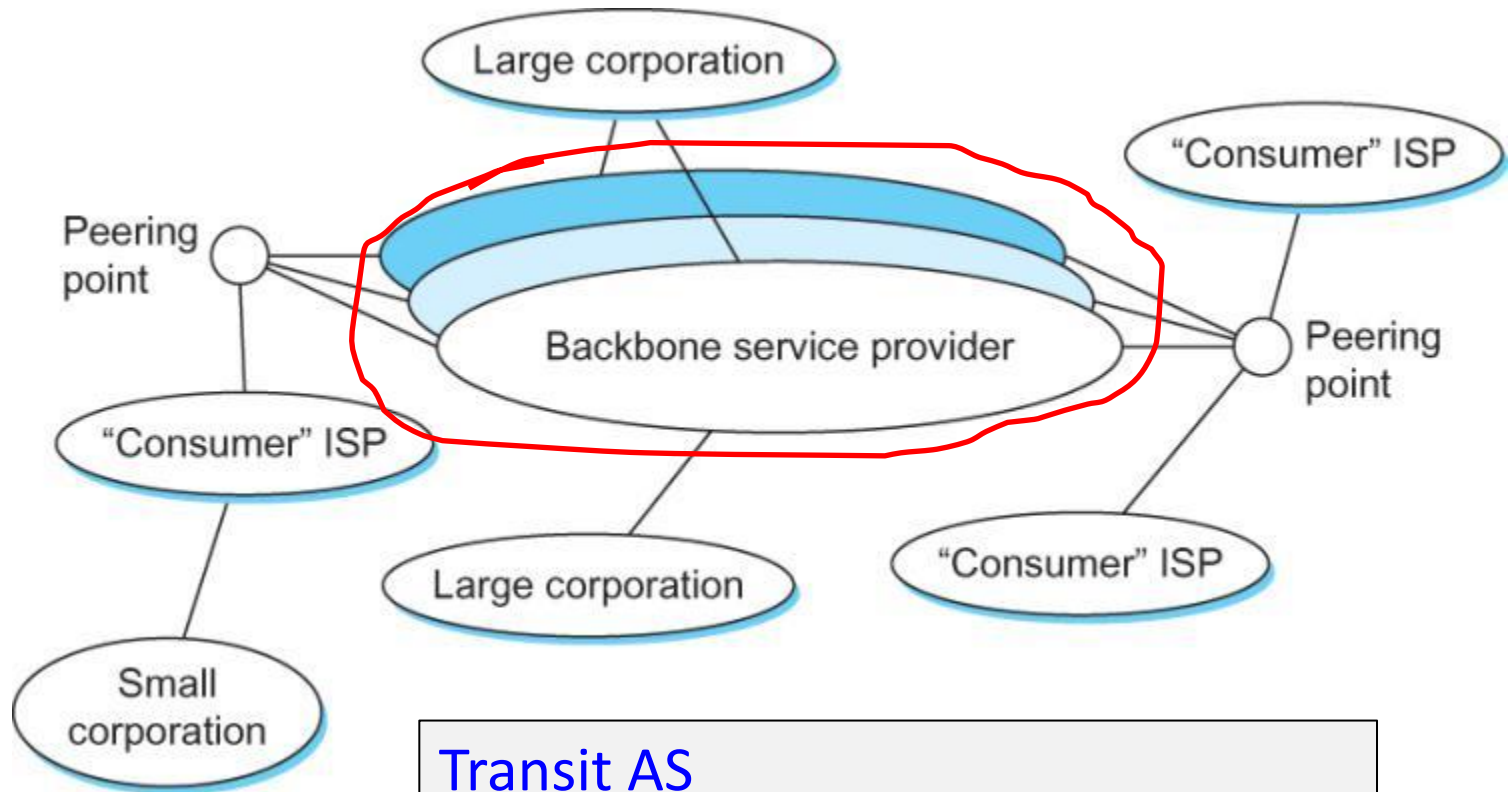 Large corporation
“Consumer” ISP
Peering
point
Backbone service provider
Peering
point
“Consumer” ISP
Large corporation
“Consumer” ISP
Small
corporation
Transit AS